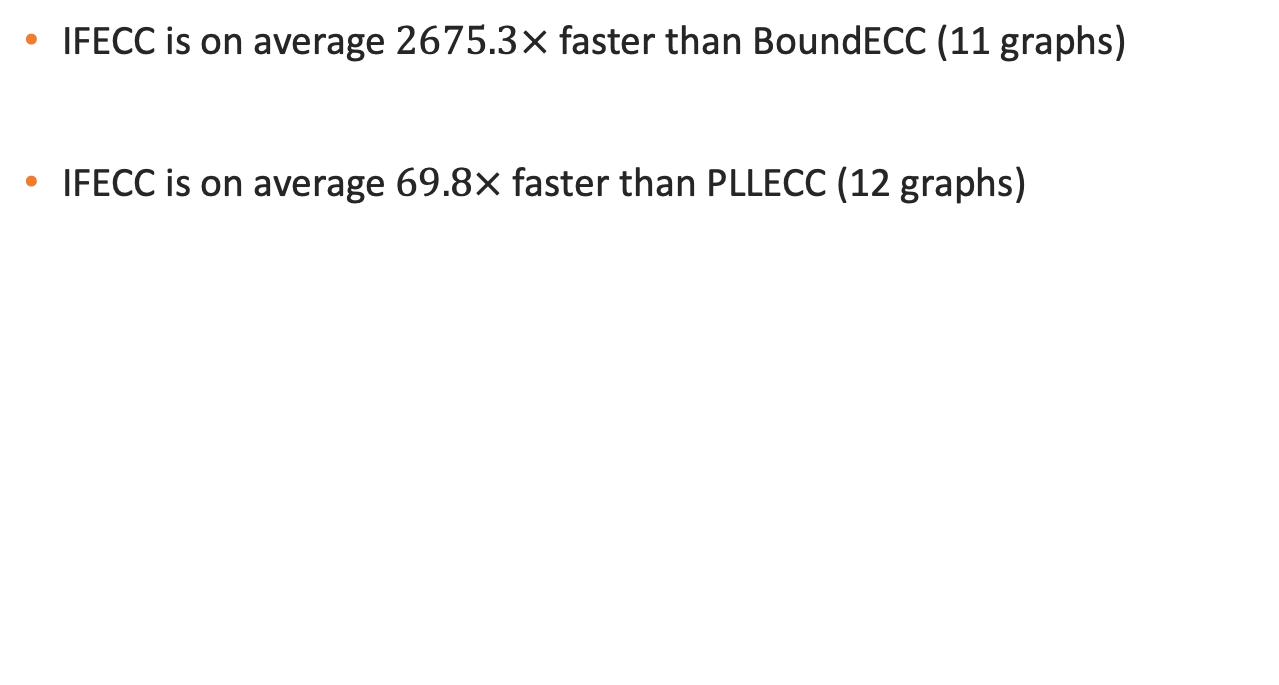 • IFECC is on average 2675.3× faster than BoundECC (11 graphs)
• IFECC is on average 69.8× faster than PLLECC (12 graphs)